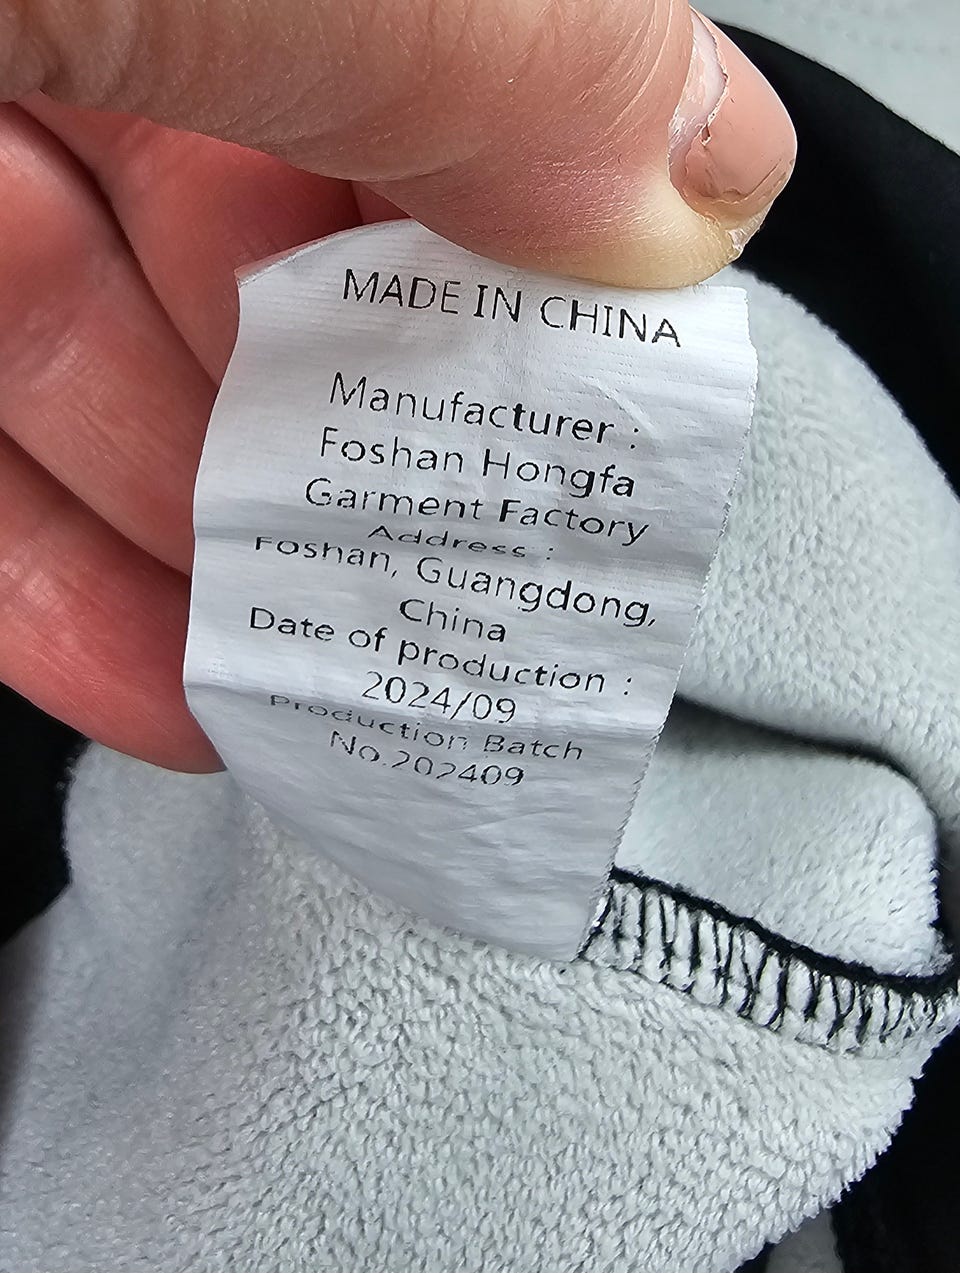 MADE IN CHINA
Manufacturer :
Foshan Hongfa
Garment Factory
Address :
Foshan, Guangdong,
China
Date of production :
2024/09
Production Batch
No.202409